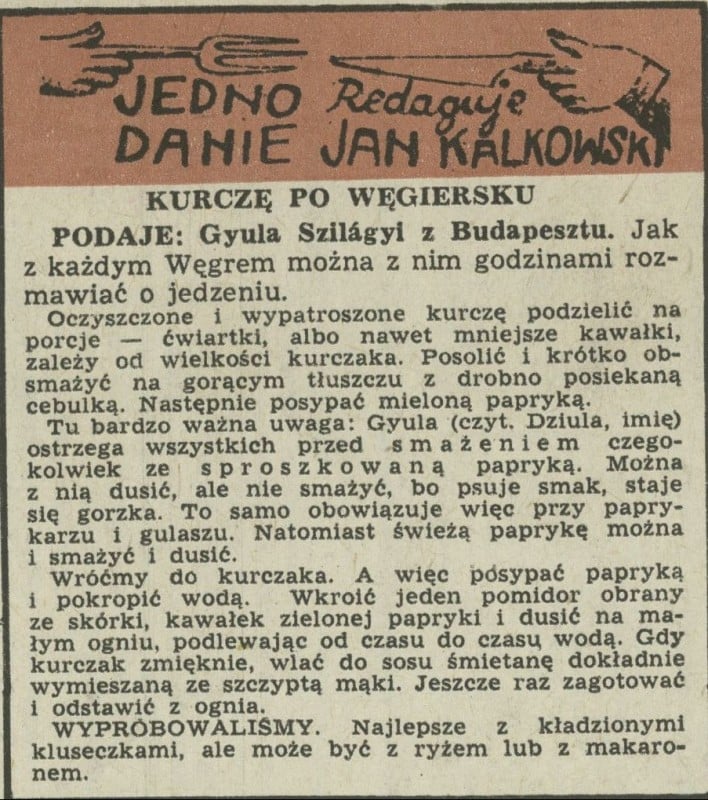 JEDNO Redaguje
DANIE JAN KALKOWSKI
KURCZĘ PO WĘGIERSKU
PODAJE: Gyula Szilágyi z Budapesztu. Jak
z każdym Węgrem można z nim godzinami roz-
mawiać o jedzeniu.
Oczyszczone i wypatroszone kurczę podzielić na
porcje — ćwiartki, albo nawet mniejsze kawałki,
zależy od wielkości kurczaka. Posolić i krótko ob-
smażyć na gorącym tłuszczu z drobno posiekaną
cebulką. Następnie posypać mieloną papryką.
Tu bardzo ważna uwaga: Gyula (czyt. Dziula, imię)
ostrzega wszystkich przed smażeniem czego-
kolwiek ze sproszkowaną papryką. Można
z nią dusić, ale nie smażyć, bo psuje smak, staje
się gorzka. To samo obowiązuje więc przy papry-
karzu i gulaszu. Natomiast świeżą paprykę można
i smażyć i dusić.
Wróćmy do kurczaka. A więc posypać papryką
i pokropić wodą. Wkroić jeden pomidor obrany
ze skórki, kawałek zielonej papryki i dusić na ma-
łym ogniu, podlewając od czasu do czasu wodą. Gdy
kurczak zmięknie, wlać do sosu śmietanę dokładnie
wymieszaną ze szczyptą mąki. Jeszcze raz zagotować
i odstawić z ognia.
WYPRÓBOWALIŚMY. Najlepsze z kładzionymi
kluseczkami, ale może być z ryżem lub z makaro-
nem.